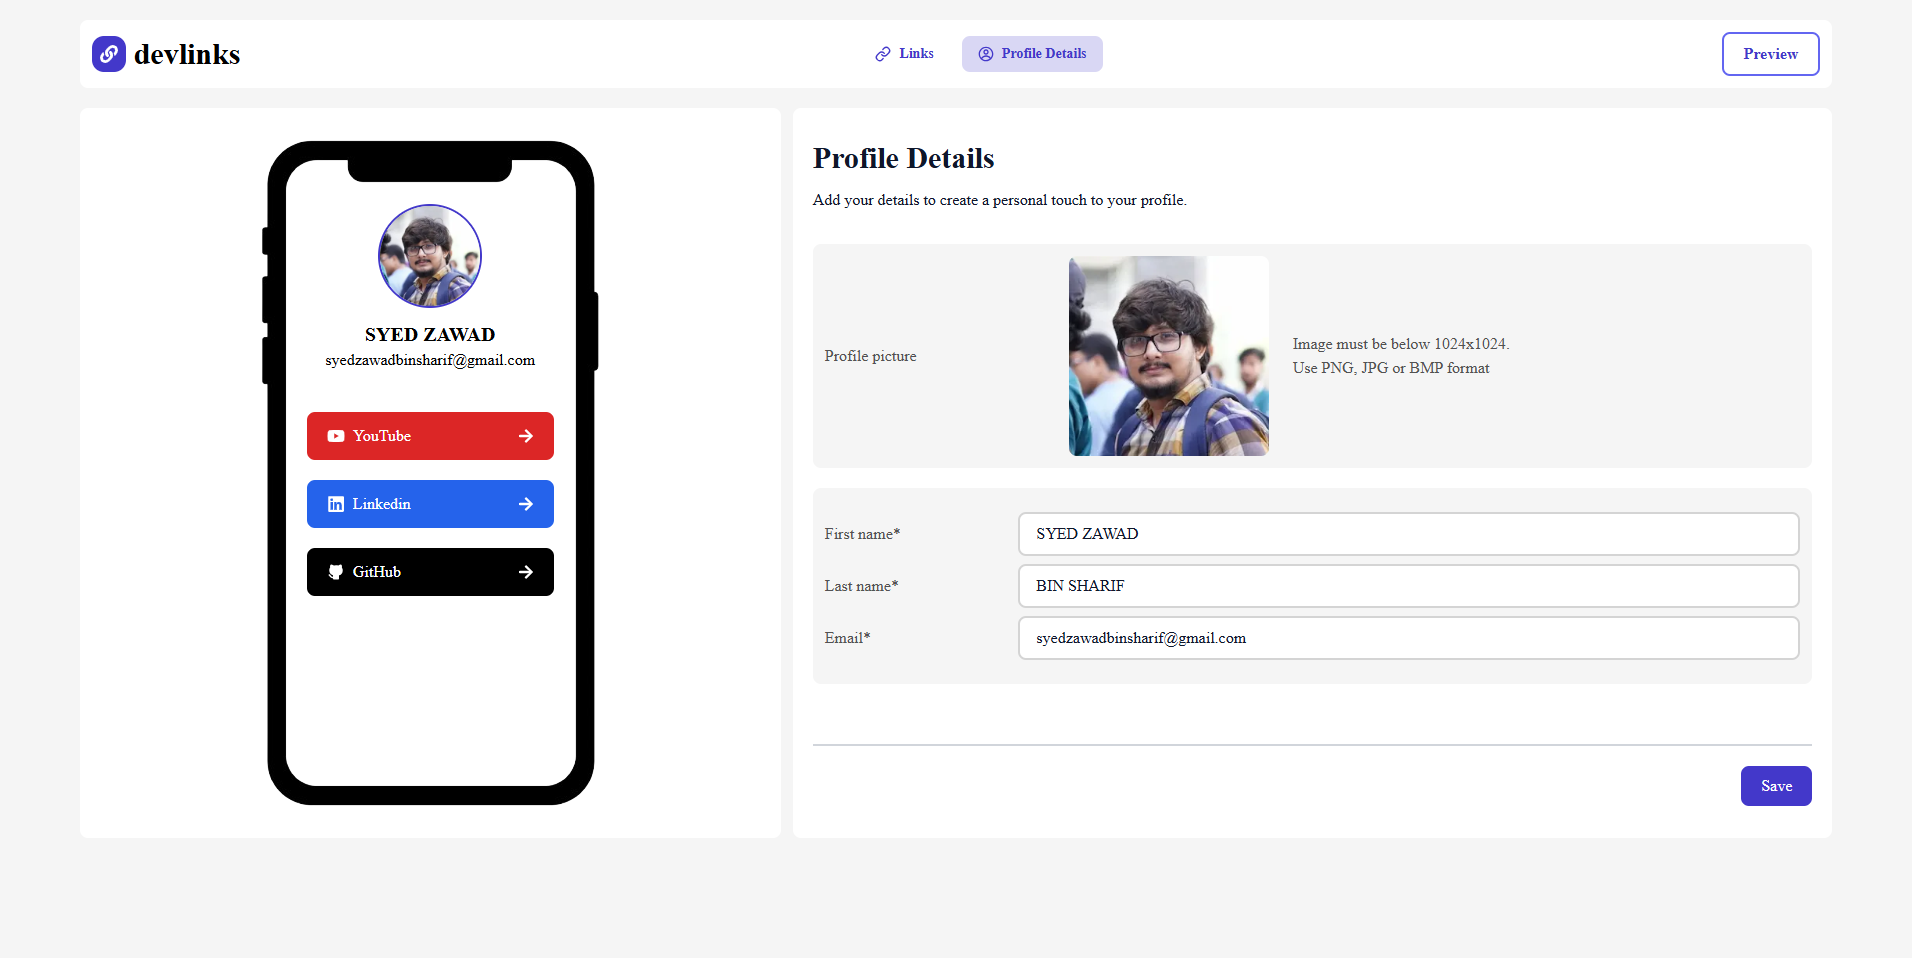 devlinks
Links
Profile Details
Preview
SYED ZAWAD
syedzawadbinsharif@gmail.com
YouTube
Linkedin
GitHub
Profile Details
Add your details to create a personal touch to your profile.
Profile picture
Image must be below 1024x1024.
Use PNG, JPG or BMP format
First name*
SYED ZAWAD
Last name*
BIN SHARIF
Email*
syedzawadbinsharif@gmail.com
Save